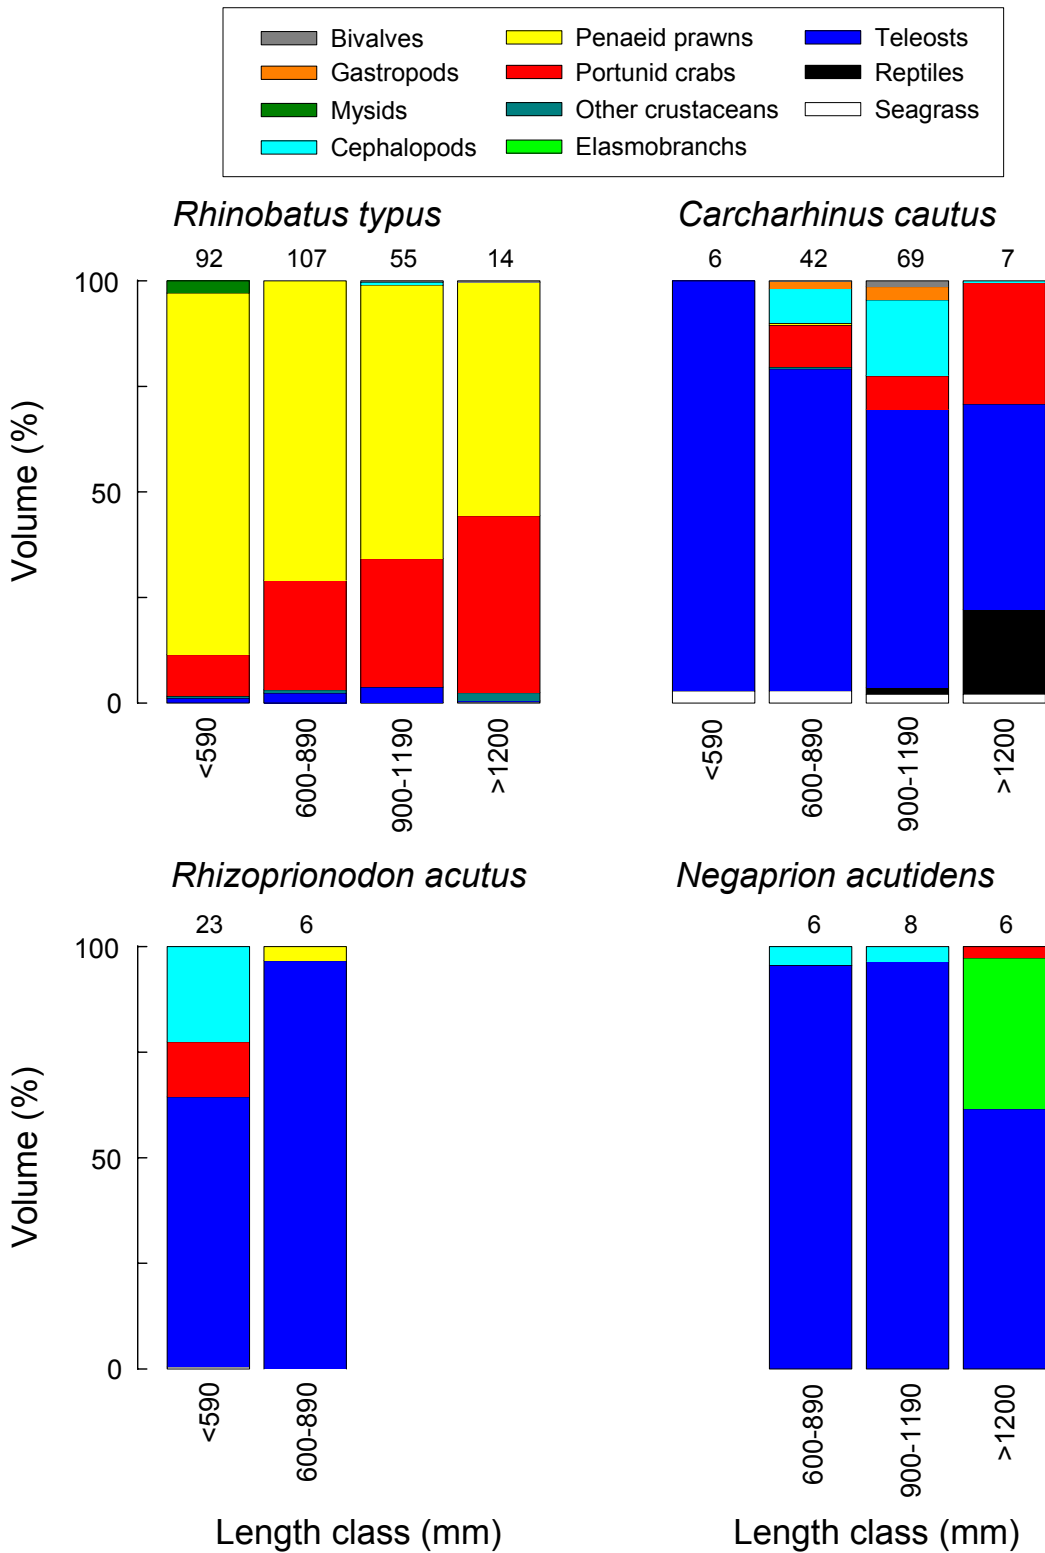 Bivalves Penaeid prawns Teleosts
Gastropods Portunid crabs Reptiles
Mysids Other crustaceans Seagrass
Cephalopods Elasmobranchs
Rhinobatus typus Carcharhinus cautus
92 107 55 14 6 42 69 7
100
50
0
Volume (%)
<590 600-890 900-1190 >1200 <590 600-890 900-1190 >1200
Rhizoprionodon acutus Negaprion acutidens
23 6 6 8 6
100
50
0
Volume (%)
<590 600-890 600-890 900-1190 >1200
Length class (mm) Length class (mm)